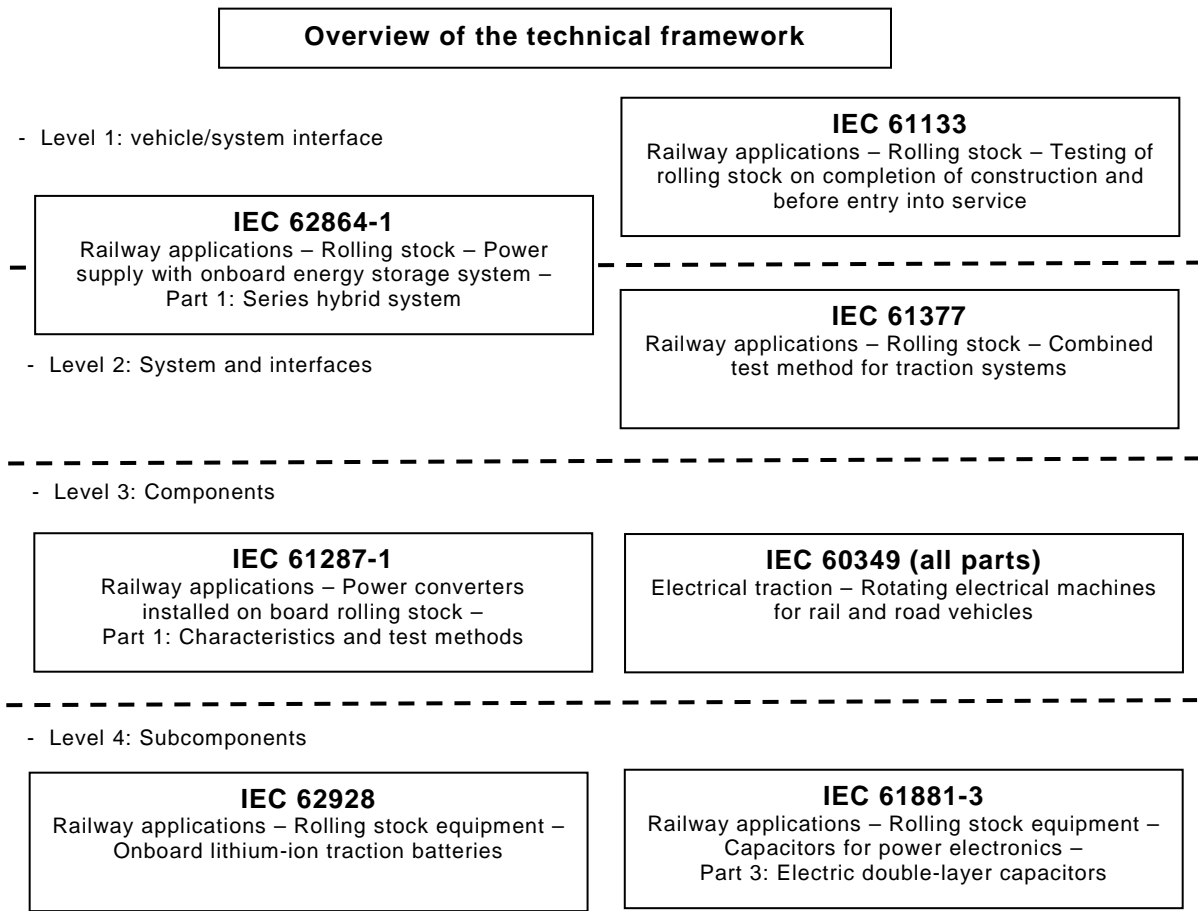 Overview of the technical framework
- Level 1: vehicle/system interface
IEC 61133
Railway applications – Rolling stock – Testing of
rolling stock on completion of construction and
before entry into service
IEC 62864-1
Railway applications – Rolling stock – Power
supply with onboard energy storage system –
Part 1: Series hybrid system
IEC 61377
Railway applications – Rolling stock – Combined
test method for traction systems
- Level 2: System and interfaces
- Level 3: Components
IEC 61287-1
Railway applications – Power converters
installed on board rolling stock –
Part 1: Characteristics and test methods
IEC 60349 (all parts)
Electrical traction – Rotating electrical machines
for rail and road vehicles
- Level 4: Subcomponents
IEC 62928
Railway applications – Rolling stock equipment –
Onboard lithium-ion traction batteries
IEC 61881-3
Railway applications – Rolling stock equipment –
Capacitors for power electronics –
Part 3: Electric double-layer capacitors